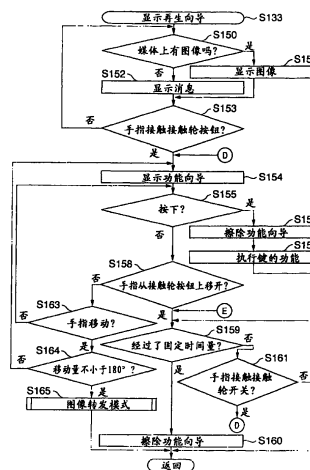 显示再生向导
S133
S150
媒体上有图像吗?
是
否
S152
S15
显示图像
显示消息
S153
手指接触接触轮按钮?
否
是
D
显示功能向导
S154
S155
按下?
是
否
S15
擦除功能向导
S15
执行键的功能
S158
手指从接触轮按钮上移开?
否
S163
E
手指移动?
否
是
S159
经过了固定时间量?
否
是
S164
移动量不小于180°?
否
是
S161
手指接触接触
轮开关?
否
是
S165
图像转发模式
D
擦除功能向导
S160
返回